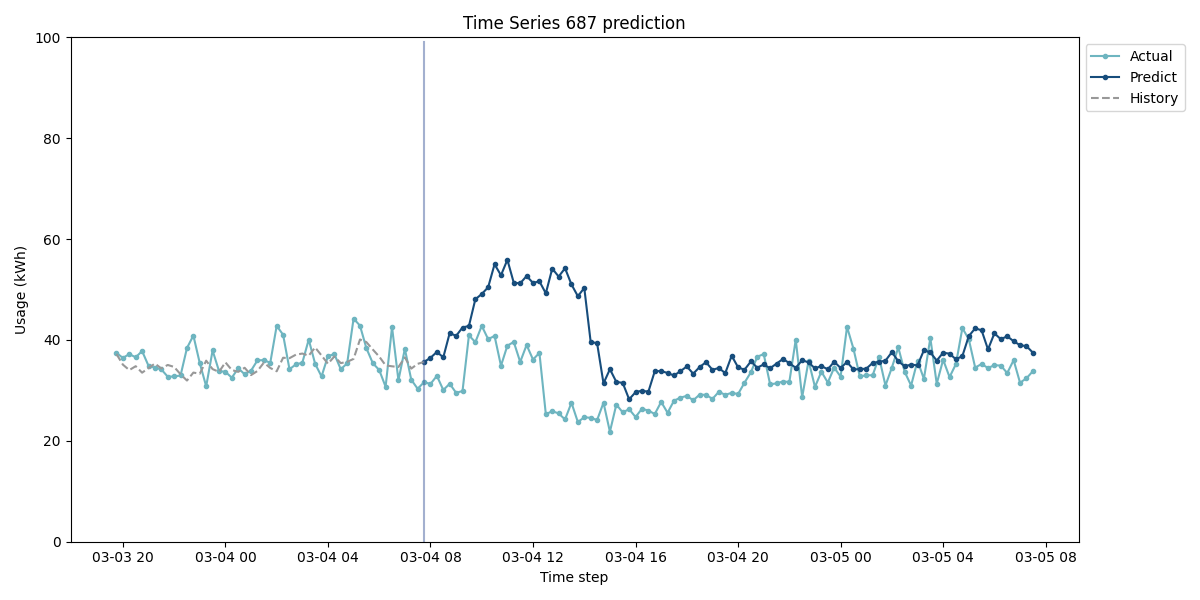 Time Series 687 prediction
Usage (kWh)
100
80
60
40
20
0
03-03 20
03-04 00
03-04 04
03-04 08
03-04 12
03-04 16
03-04 20
03-05 00
03-05 04
03-05 08
Time step
Actual
Predict
History